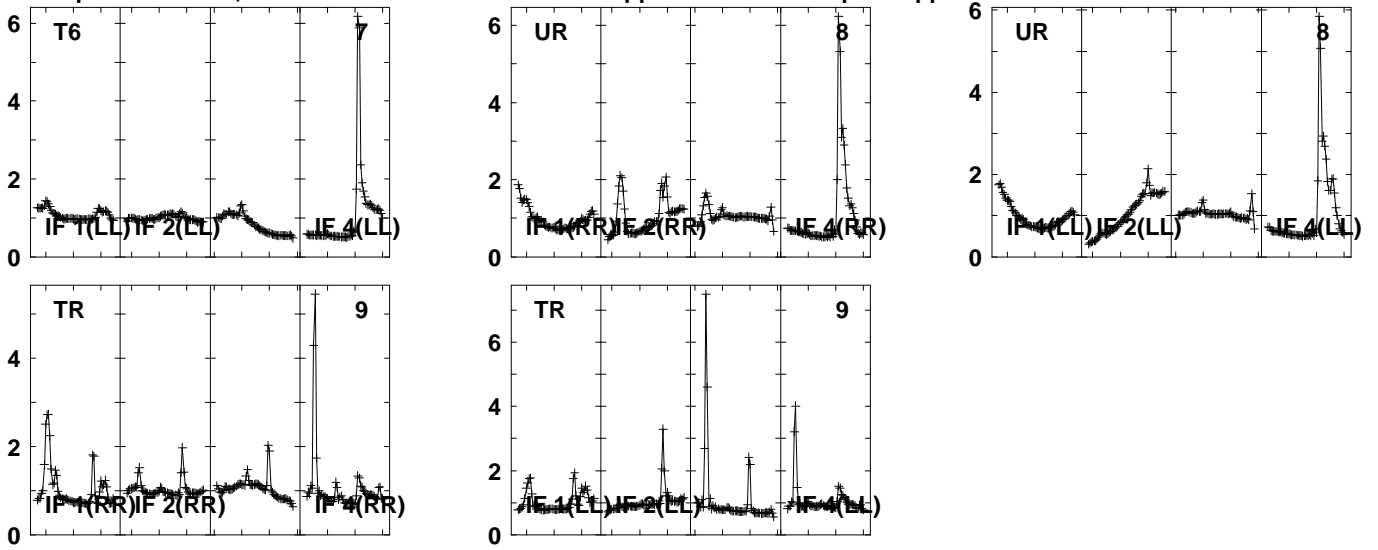 T6 7
6
4
2
0
IF 1(LL) IF 2(LL) IF 4(LL)
UR 8
6
4
2
0
IF 1(RR) IF 2(RR) IF 4(RR)
UR 8
6
4
2
0
IF 1(LL) IF 2(LL) IF 4(LL)
TR 9
4
2
0
IF 1(RR) IF 2(RR) IF 4(RR)
TR 9
6
4
2
0
IF 1(LL) IF 2(LL) IF 4(LL)